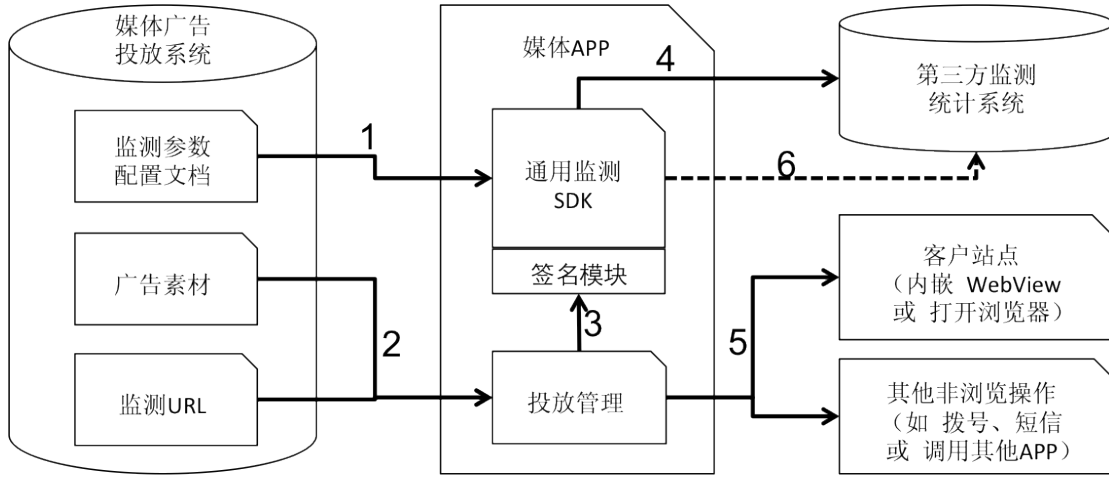 媒体广告
投放系统
监测参数
配置文档
广告素材
监测URL
1
2
媒体APP
通用监测
SDK
签名模块
3
投放管理
4
6
5
第三方监测
统计系统
客户站点
（内嵌 WebView
或 打开浏览器）
其他非浏览操作
（如 拨号、短信
或 调用其他APP）